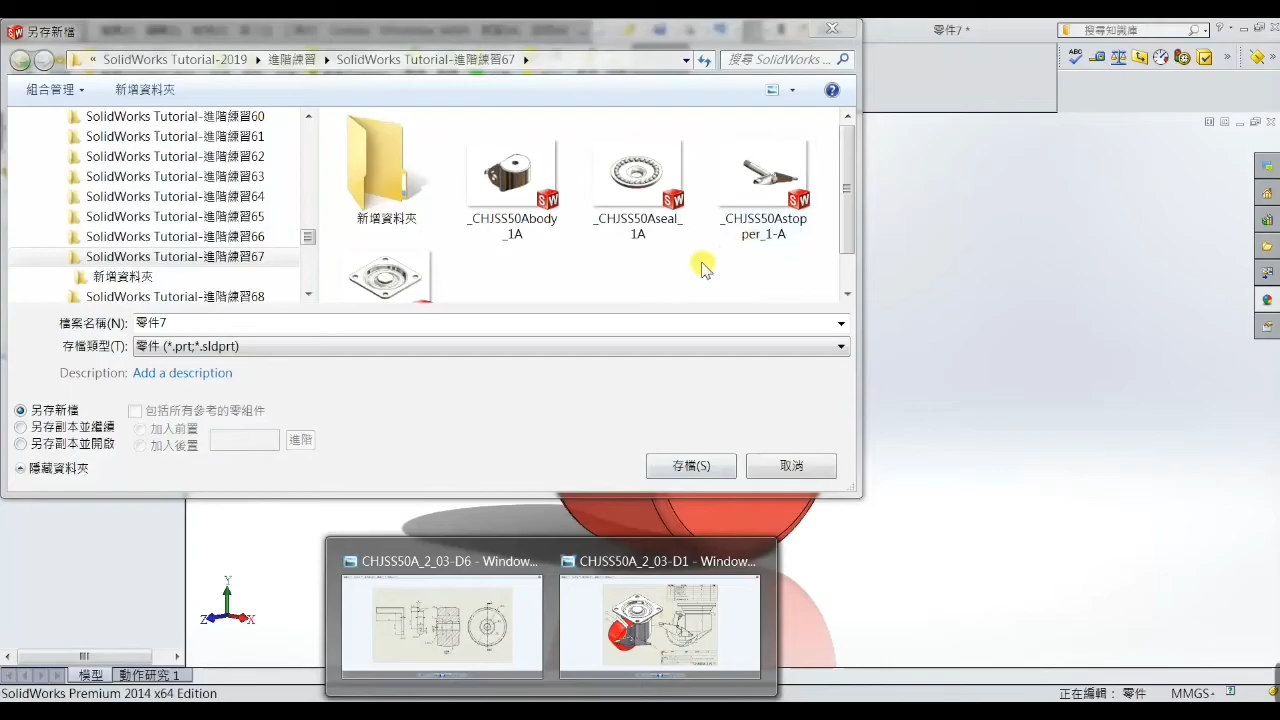 另存新檔
零件7 *
搜尋知識庫
« SolidWorks Tutorial-2019 ▸ 進階練習 ▸ SolidWorks Tutorial-進階練習67 ▸
搜尋 SolidWorks ...
組合管理
新增資料夾
SolidWorks Tutorial-進階練習60
SolidWorks Tutorial-進階練習61
SolidWorks Tutorial-進階練習62
SolidWorks Tutorial-進階練習63
SolidWorks Tutorial-進階練習64
SolidWorks Tutorial-進階練習65
SolidWorks Tutorial-進階練習66
SolidWorks Tutorial-進階練習67
新增資料夾
SolidWorks Tutorial-進階練習68
新增資料夾
_CHJSS50Abody
_1A
_CHJSS50Aseal_
1A
_CHJSS50Astop
per_1-A
檔案名稱(N): 零件7
存檔類型(T): 零件 (*.prt;*.sldprt)
Description: Add a description
另存新檔
另存副本並繼續
另存副本並開啟
包括所有參考的零組件
加入前置
加入後置
進階
隱藏資料夾
存檔(S)
取消
CHJSS50A_2_03-D6 - Window...
CHJSS50A_2_03-D1 - Window...
Y
Z
X
模型
動作研究 1
SolidWorks Premium 2014 x64 Edition
正在編輯： 零件
MMGS